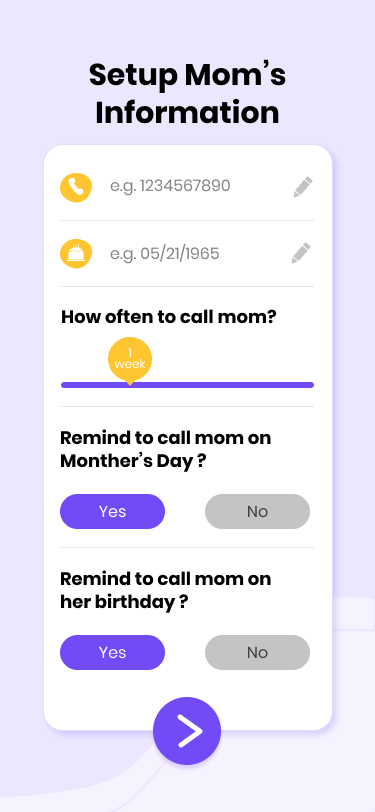 Setup Mom’s
Information
e.g. 1234567890
e.g. 05/21/1965
How often to call mom?
1
week
Remind to call mom on
Monther’s Day ?
Yes
No
Remind to call mom on
her birthday ?
Yes
No